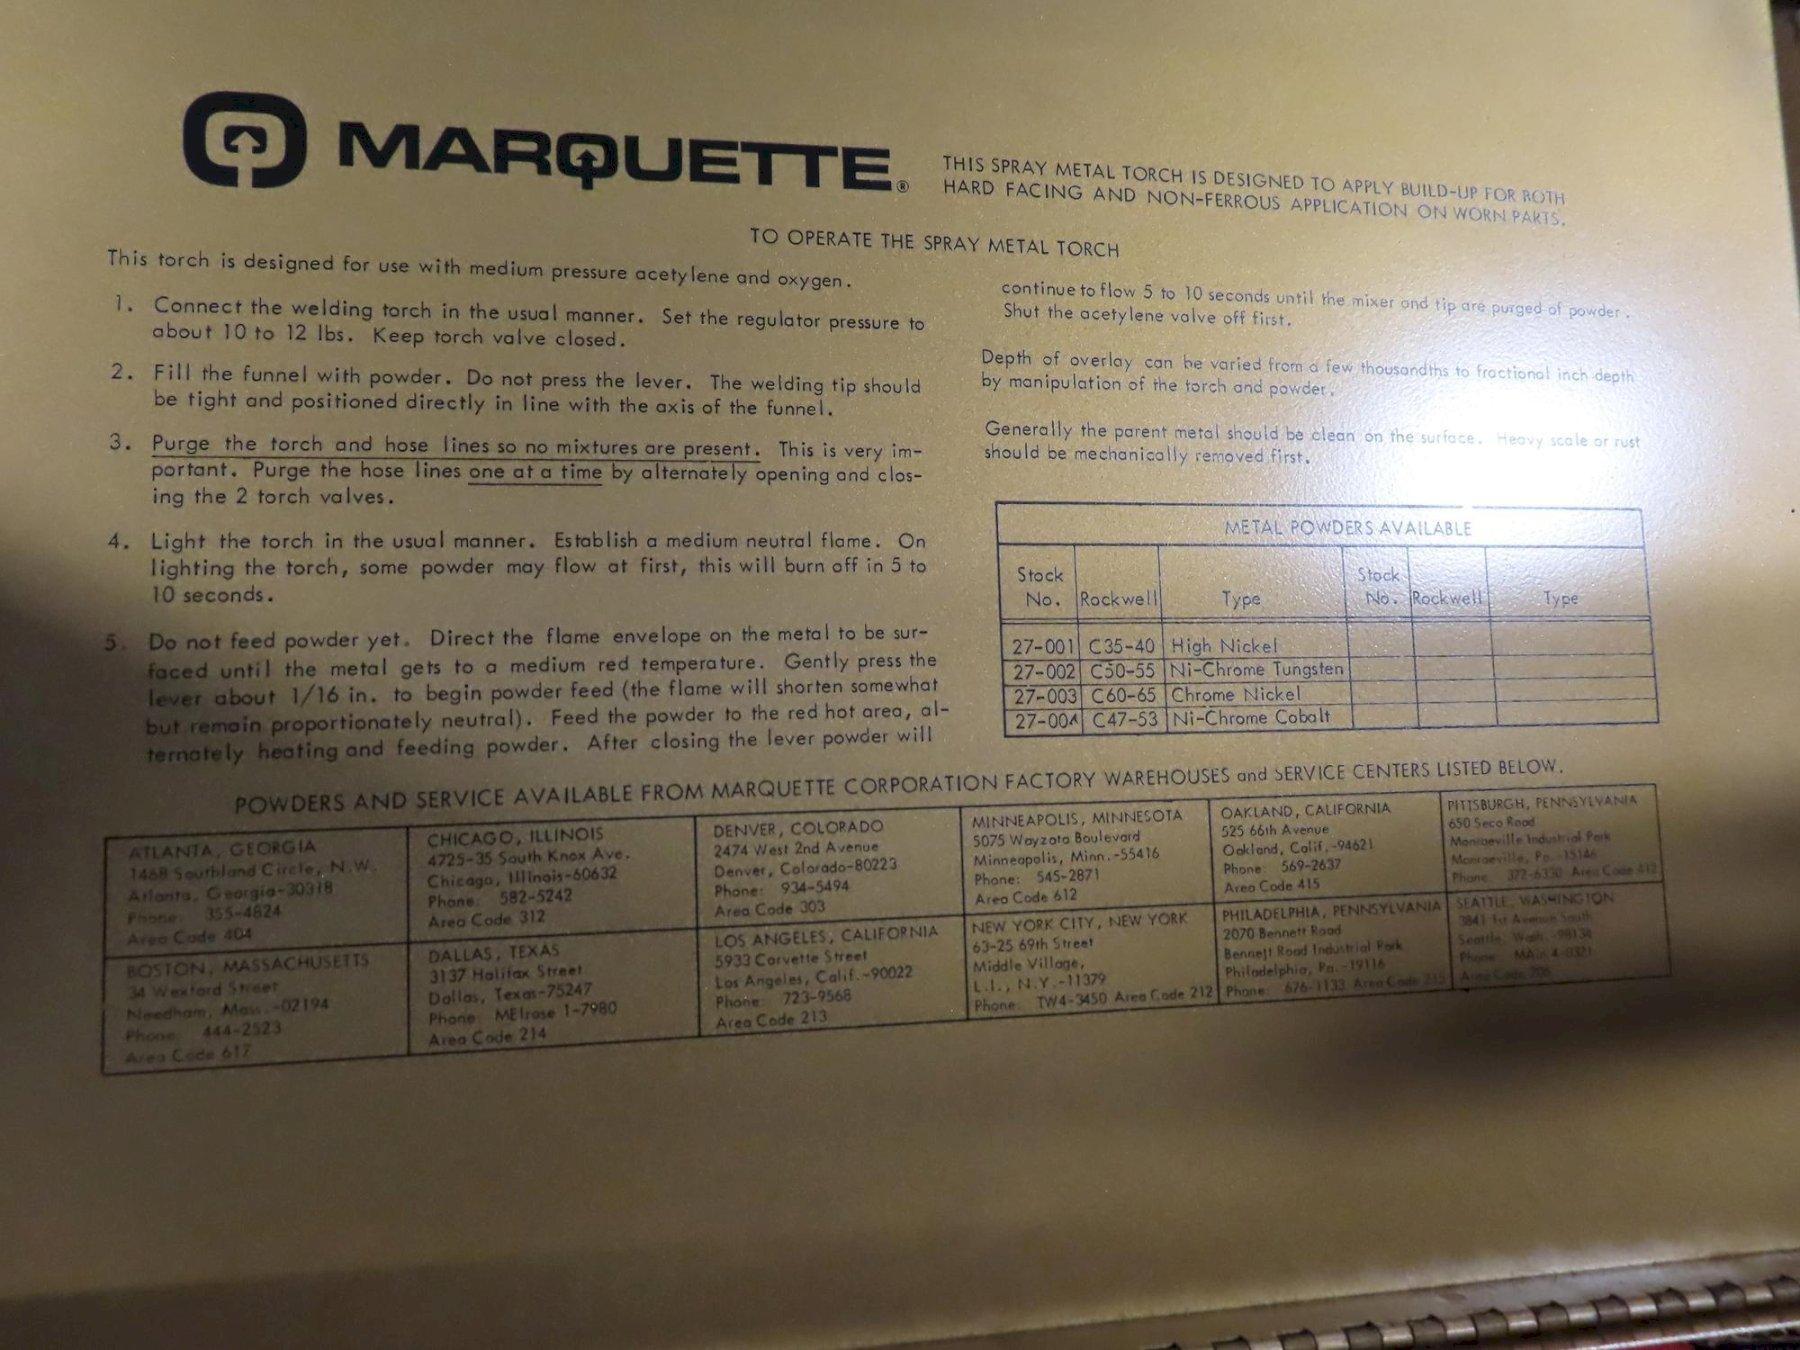 MARQUETTE®
THIS SPRAY METAL TORCH IS DESIGNED TO APPLY BUILD-UP FOR BOTH
HARD FACING AND NON-FERROUS APPLICATION ON WORN PARTS.
TO OPERATE THE SPRAY METAL TORCH
This torch is designed for use with medium pressure acetylene and oxygen.
1. Connect the welding torch in the usual manner. Set the regulator pressure to
about 10 to 12 lbs. Keep torch valve closed.
2. Fill the funnel with powder. Do not press the lever. The welding tip should
be tight and positioned directly in line with the axis of the funnel.
3. Purge the torch and hose lines so no mixtures are present. This is very im-
portant. Purge the hose lines one at a time by alternately opening and clos-
ing the 2 torch valves.
4. Light the torch in the usual manner. Establish a medium neutral flame. On
lighting the torch, some powder may flow at first, this will burn off in 5 to
10 seconds.
5. Do not feed powder yet. Direct the flame envelope on the metal to be sur-
faced until the metal gets to a medium red temperature. Gently press the
lever about 1/16 in. to begin powder feed (the flame will shorten somewhat
but remain proportionately neutral). Feed the powder to the red hot area, al-
ternately heating and feeding powder. After closing the lever powder will
continue to flow 5 to 10 seconds until the mixer and tip are purged of powder.
Shut the acetylene valve off first.
Depth of overlay can be varied from a few thousandths to fractional inch depth
by manipulation of the torch and powder.
Generally the parent metal should be clean on the surface. Heavy scale or rust
should be mechanically removed first.
METAL POWDERS AVAILABLE
Stock No. Rockwell Type Stock No. Rockwell Type
27-001 C35-40 High Nickel
27-002 C50-55 Ni-Chrome Tungsten
27-003 C60-65 Chrome Nickel
27-004 C47-53 Ni-Chrome Cobalt
POWDERS AND SERVICE AVAILABLE FROM MARQUETTE CORPORATION FACTORY WAREHOUSES and SERVICE CENTERS LISTED BELOW.
ATLANTA, GEORGIA
1468 Southland Circle, N.W.
Atlanta, Georgia-30318
Phone: 355-4824
Area Code 404
CHICAGO, ILLINOIS
4725-35 South Knox Ave.
Chicago, Illinois-60632
Phone: 582-5242
Area Code 312
DENVER, COLORADO
2474 West 2nd Avenue
Denver, Colorado-80223
Phone: 934-5494
Area Code 303
MINNEAPOLIS, MINNESOTA
5075 Wayzata Boulevard
Minneapolis, Minn.-55416
Phone: 545-2871
Area Code 612
OAKLAND, CALIFORNIA
525 66th Avenue
Oakland, Calif.-94621
Phone: 569-2637
Area Code 415
PITTSBURGH, PENNSYLVANIA
650 Seco Road
Monroeville Industrial Park
Monroeville, Pa.-15146
Phone: 372-6330 Area Code 412
BOSTON, MASSACHUSETTS
34 Wexford Street
Needham, Mass.-02194
Phone: 444-2523
Area Code 617
DALLAS, TEXAS
3137 Halifax Street
Dallas, Texas-75247
Phone: MElrose 1-7980
Area Code 214
LOS ANGELES, CALIFORNIA
5933 Corvette Street
Los Angeles, Calif.-90022
Phone: 723-9568
Area Code 213
NEW YORK CITY, NEW YORK
63-25 69th Street
Middle Village,
L.I., N.Y.-11379
Phone: TW4-3450 Area Code 212
PHILADELPHIA, PENNSYLVANIA
2070 Bennett Road
Bennett Road Industrial Park
Philadelphia, Pa.-19116
Phone: 676-1133 Area Code 215
SEATTLE, WASHINGTON
3841 1st Avenue South
Seattle, Wash.-98134
Phone: MAin 4-0321
Area Code 206